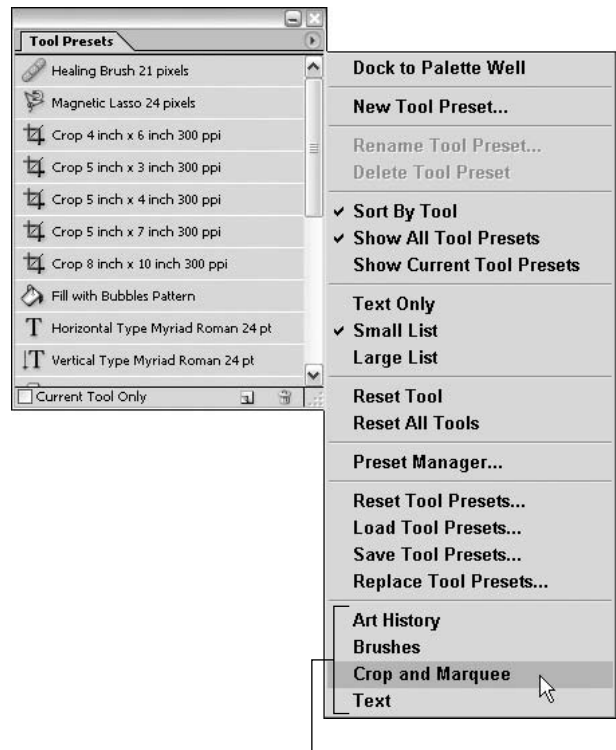 Tool Presets
Healing Brush 21 pixels
Magnetic Lasso 24 pixels
Crop 4 inch x 6 inch 300 ppi
Crop 5 inch x 3 inch 300 ppi
Crop 5 inch x 4 inch 300 ppi
Crop 5 inch x 7 inch 300 ppi
Crop 8 inch x 10 inch 300 ppi
Fill with Bubbles Pattern
Horizontal Type Myriad Roman 24 pt
Vertical Type Myriad Roman 24 pt
Current Tool Only
Dock to Palette Well
New Tool Preset...
Rename Tool Preset...
Delete Tool Preset
Sort By Tool
Show All Tool Presets
Show Current Tool Presets
Text Only
Small List
Large List
Reset Tool
Reset All Tools
Preset Manager...
Reset Tool Presets...
Load Tool Presets...
Save Tool Presets...
Replace Tool Presets...
Art History
Brushes
Crop and Marquee
Text